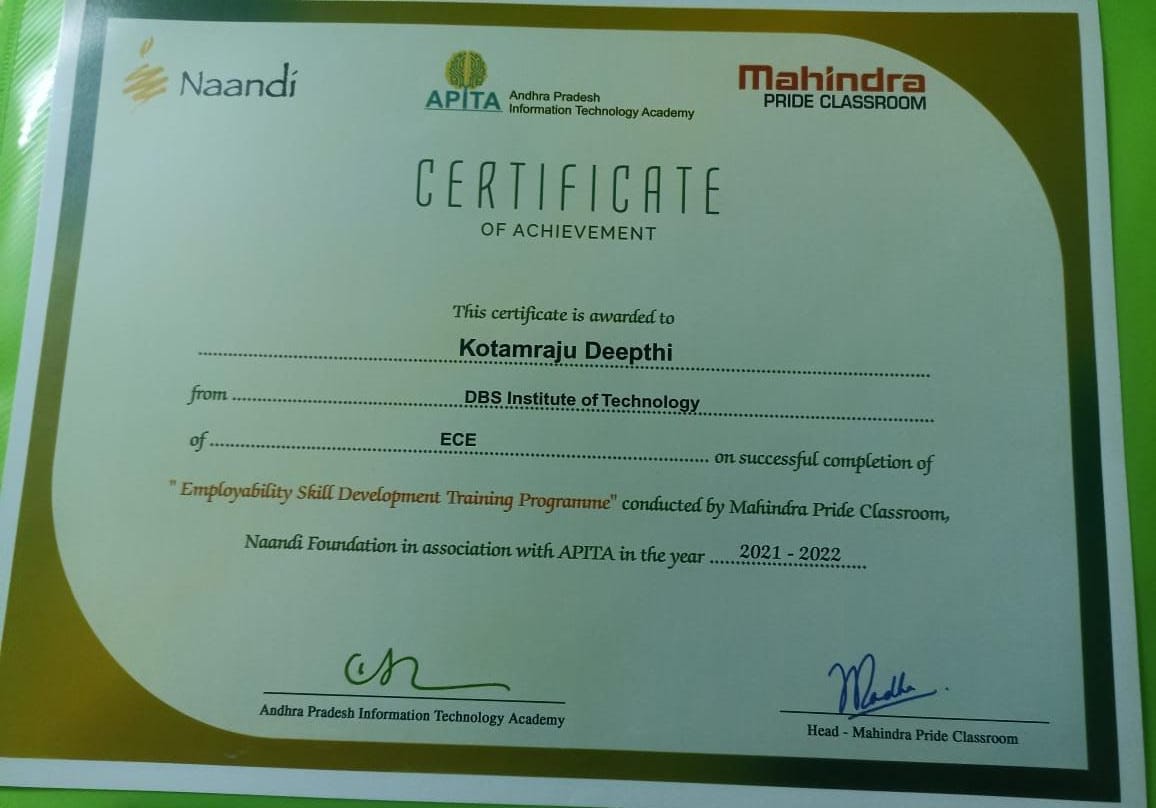 Naandi
APITA Andhra Pradesh
Information Technology Academy
Mahindra
PRIDE CLASSROOM
CERTIFICATE
OF ACHIEVEMENT
This certificate is awarded to
Kotamraju Deepthi
from DBS Institute of Technology
of ECE on successful completion of
" Employability Skill Development Training Programme" conducted by Mahindra Pride Classroom,
Naandi Foundation in association with APITA in the year 2021 - 2022
Andhra Pradesh Information Technology Academy
Head - Mahindra Pride Classroom